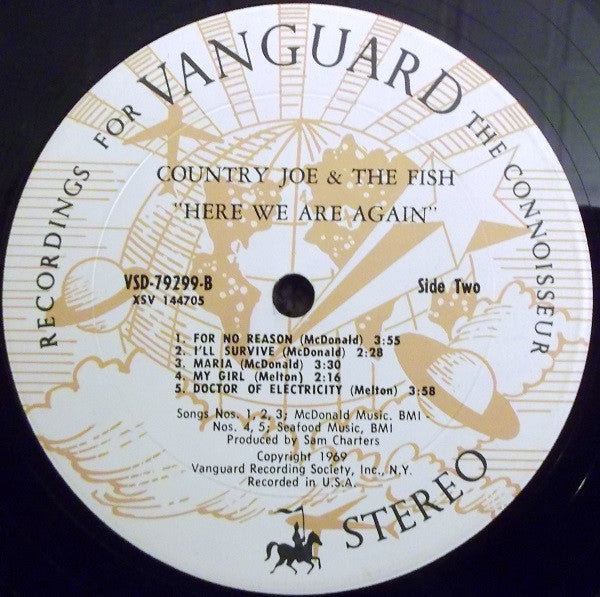 RECORDINGS FOR VANGUARD THE CONNOISSEUR
COUNTRY JOE & THE FISH
"HERE WE ARE AGAIN"
VSD-79299-B
XSV 144705
Side Two
1. FOR NO REASON (McDonald) 3:55
2. I'LL SURVIVE (McDonald) 2:28
3. MARIA (McDonald) 3:30
4. MY GIRL (Melton) 2:16
5. DOCTOR OF ELECTRICITY (Melton) 3:58
Songs Nos. 1, 2, 3; McDonald Music. BMI -
Nos. 4, 5; Seafood Music, BMI
Produced by Sam Charters
Copyright 1969
Vanguard Recording Society, Inc., N.Y.
Recorded in U.S.A.
STEREO